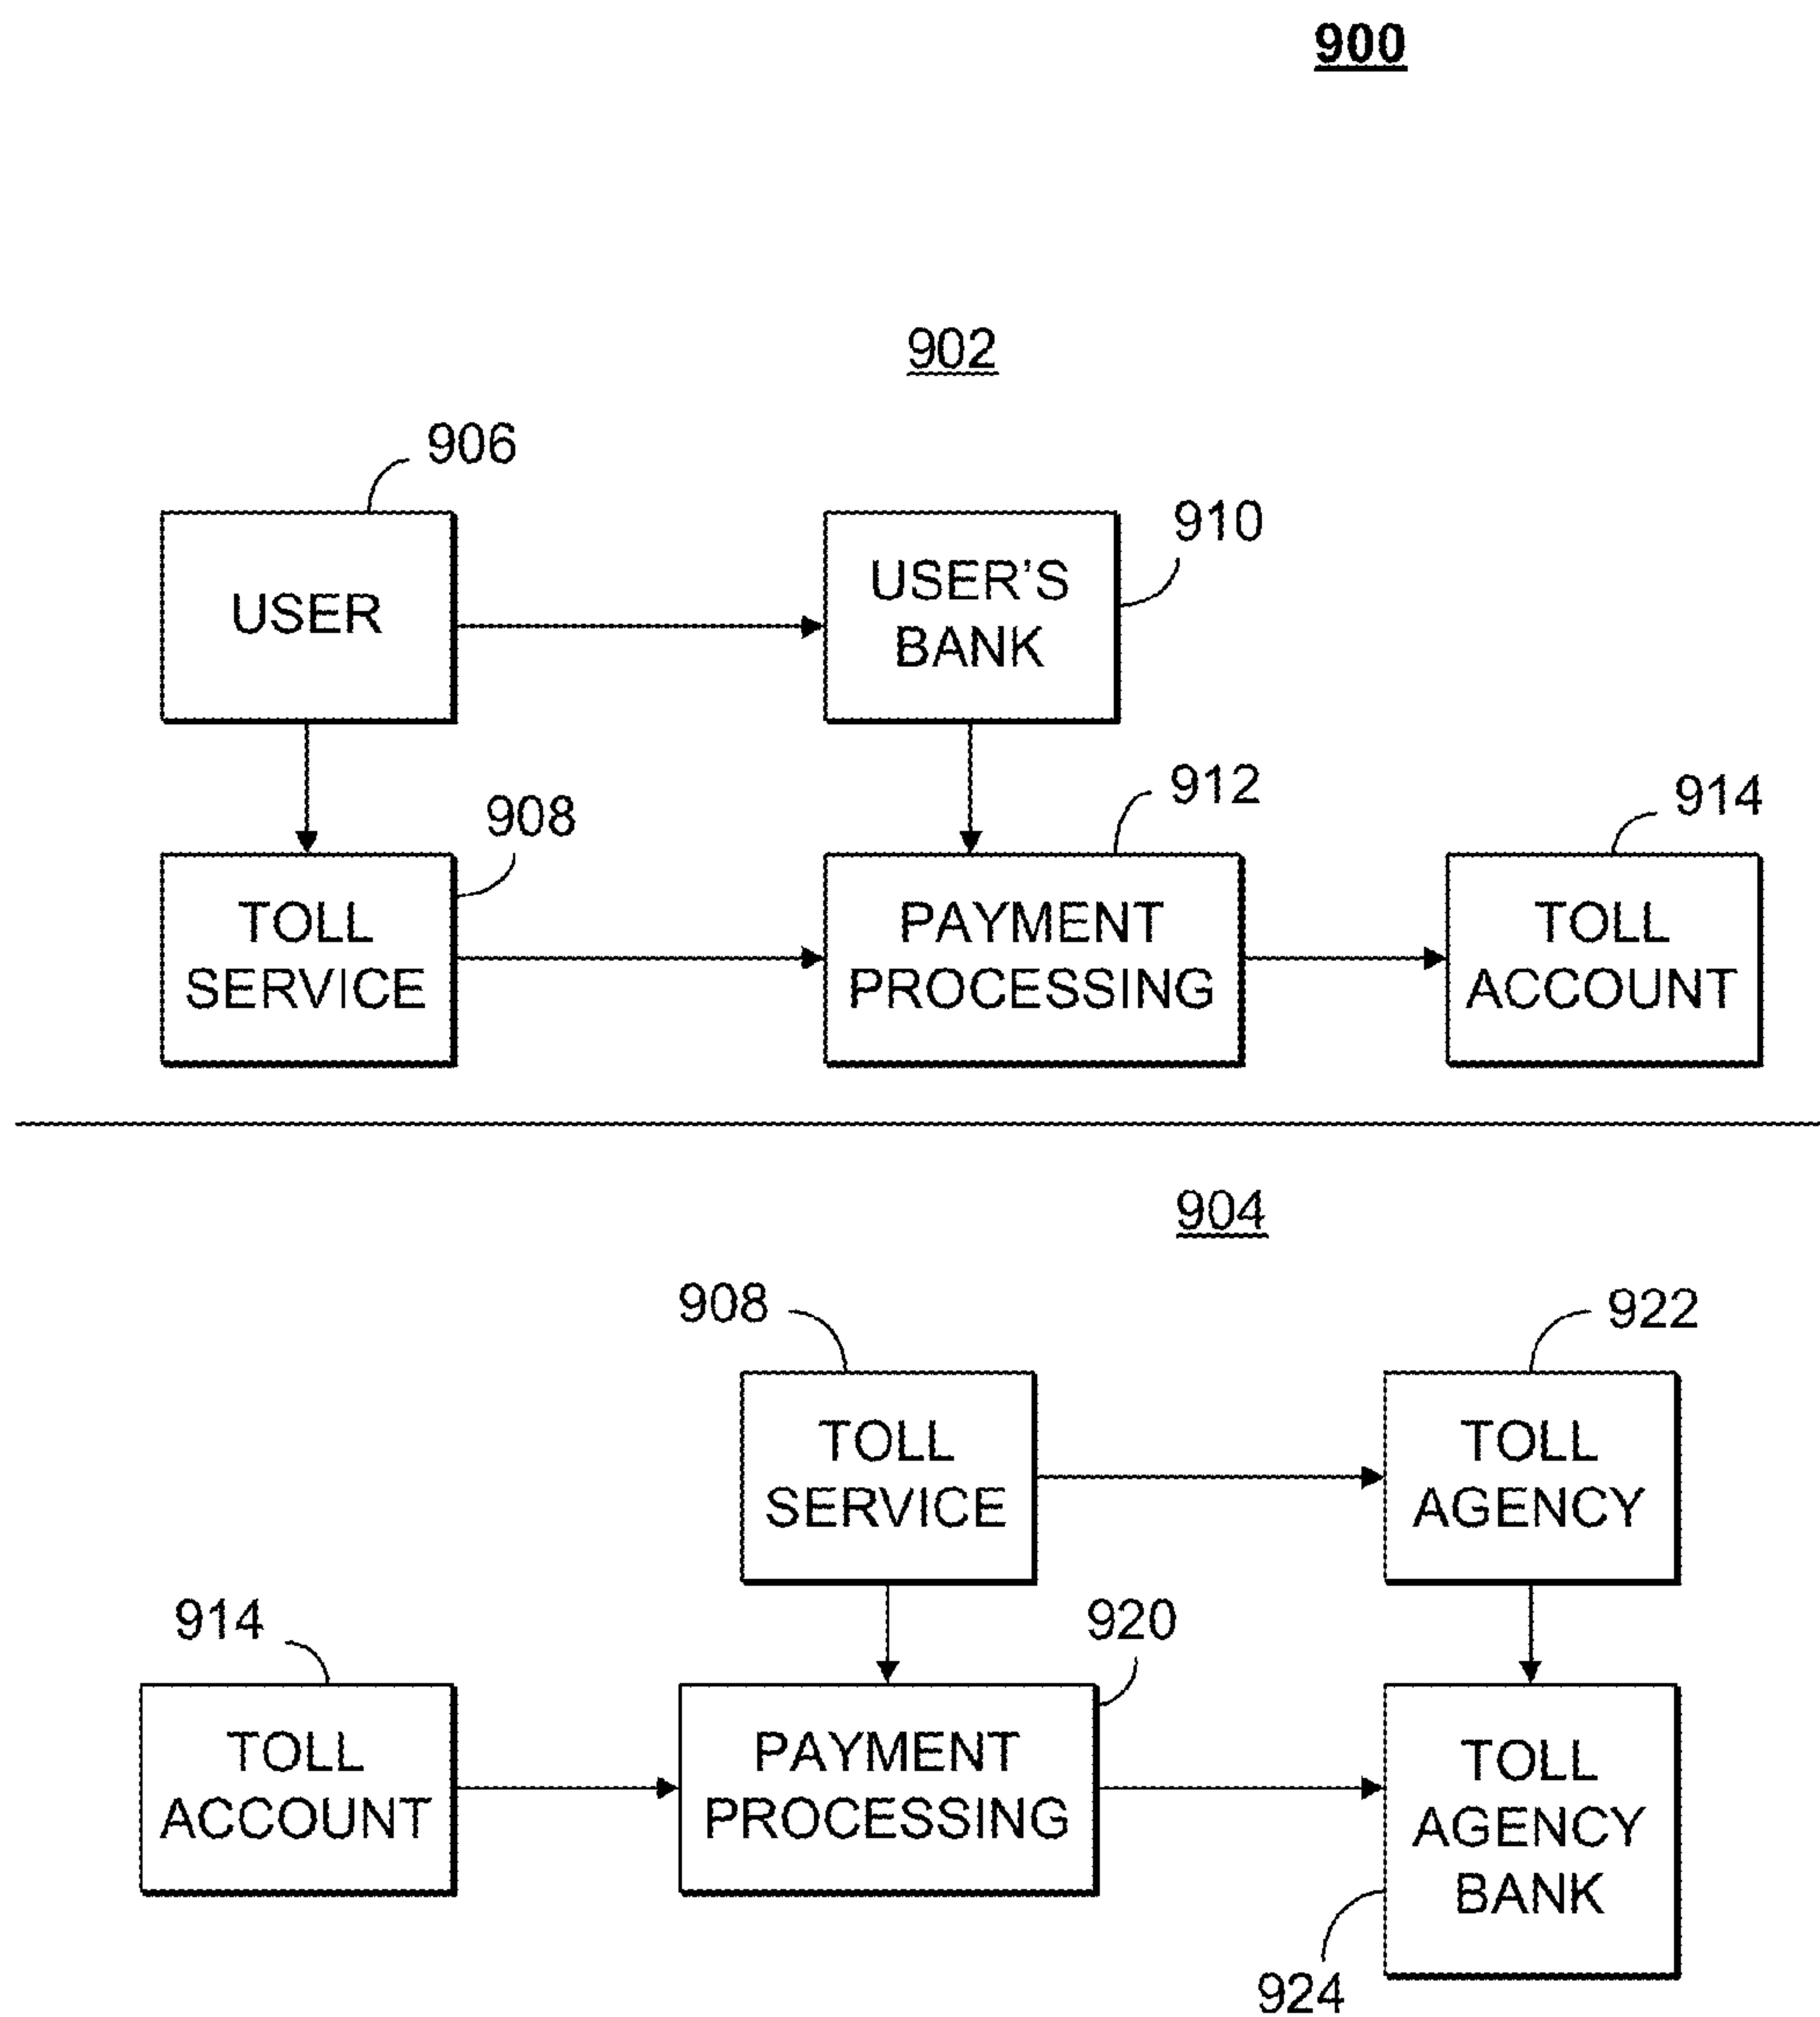 900
902
906
USER
910
USER'S
BANK
908
TOLL
SERVICE
912
PAYMENT
PROCESSING
914
TOLL
ACCOUNT
904
908
TOLL
SERVICE
922
TOLL
AGENCY
914
TOLL
ACCOUNT
920
PAYMENT
PROCESSING
TOLL
AGENCY
BANK
924